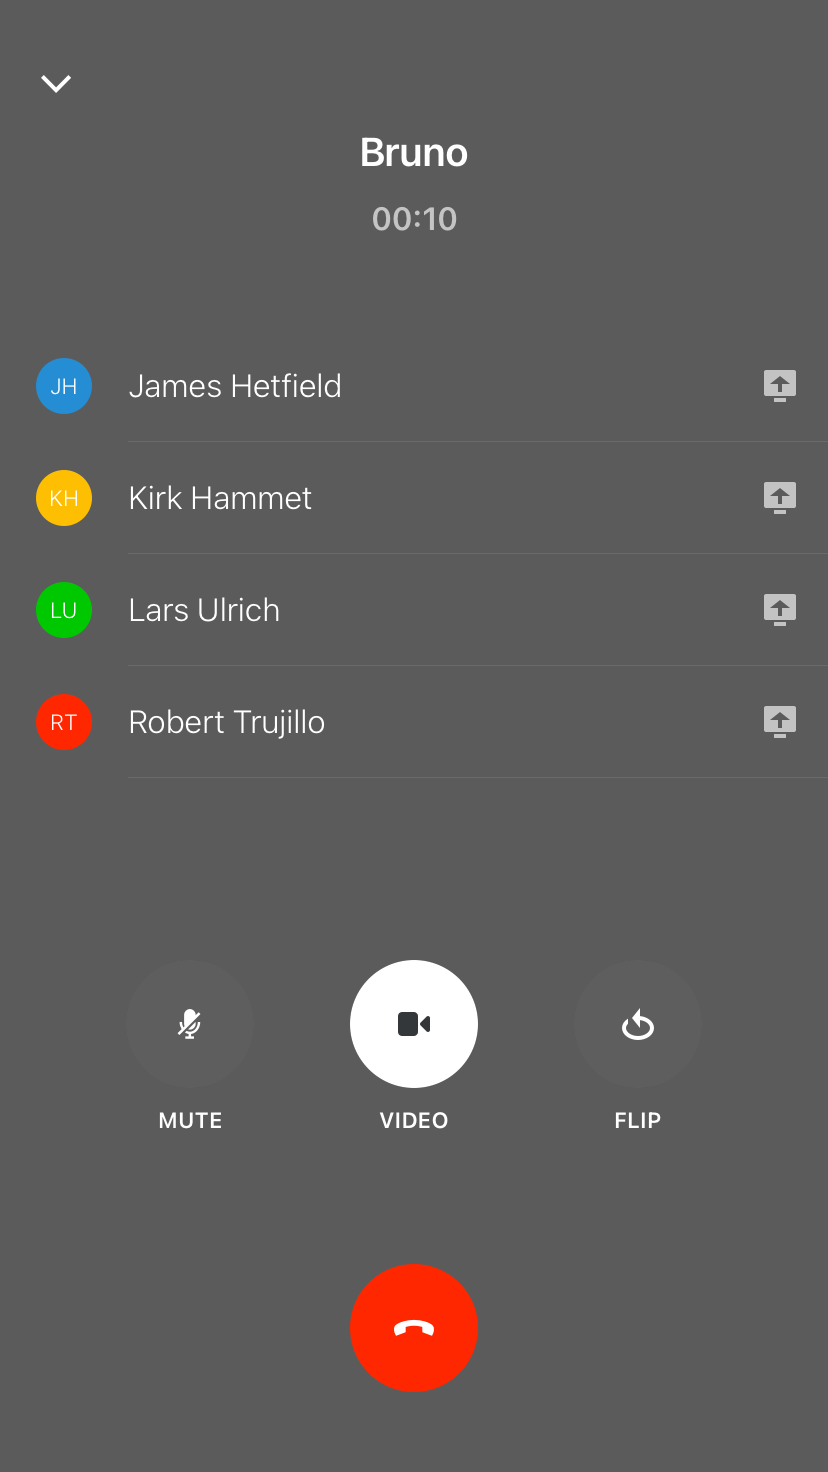 Bruno
00:10
JH James Hetfield
KH Kirk Hammet
LU Lars Ulrich
RT Robert Trujillo
MUTE VIDEO FLIP